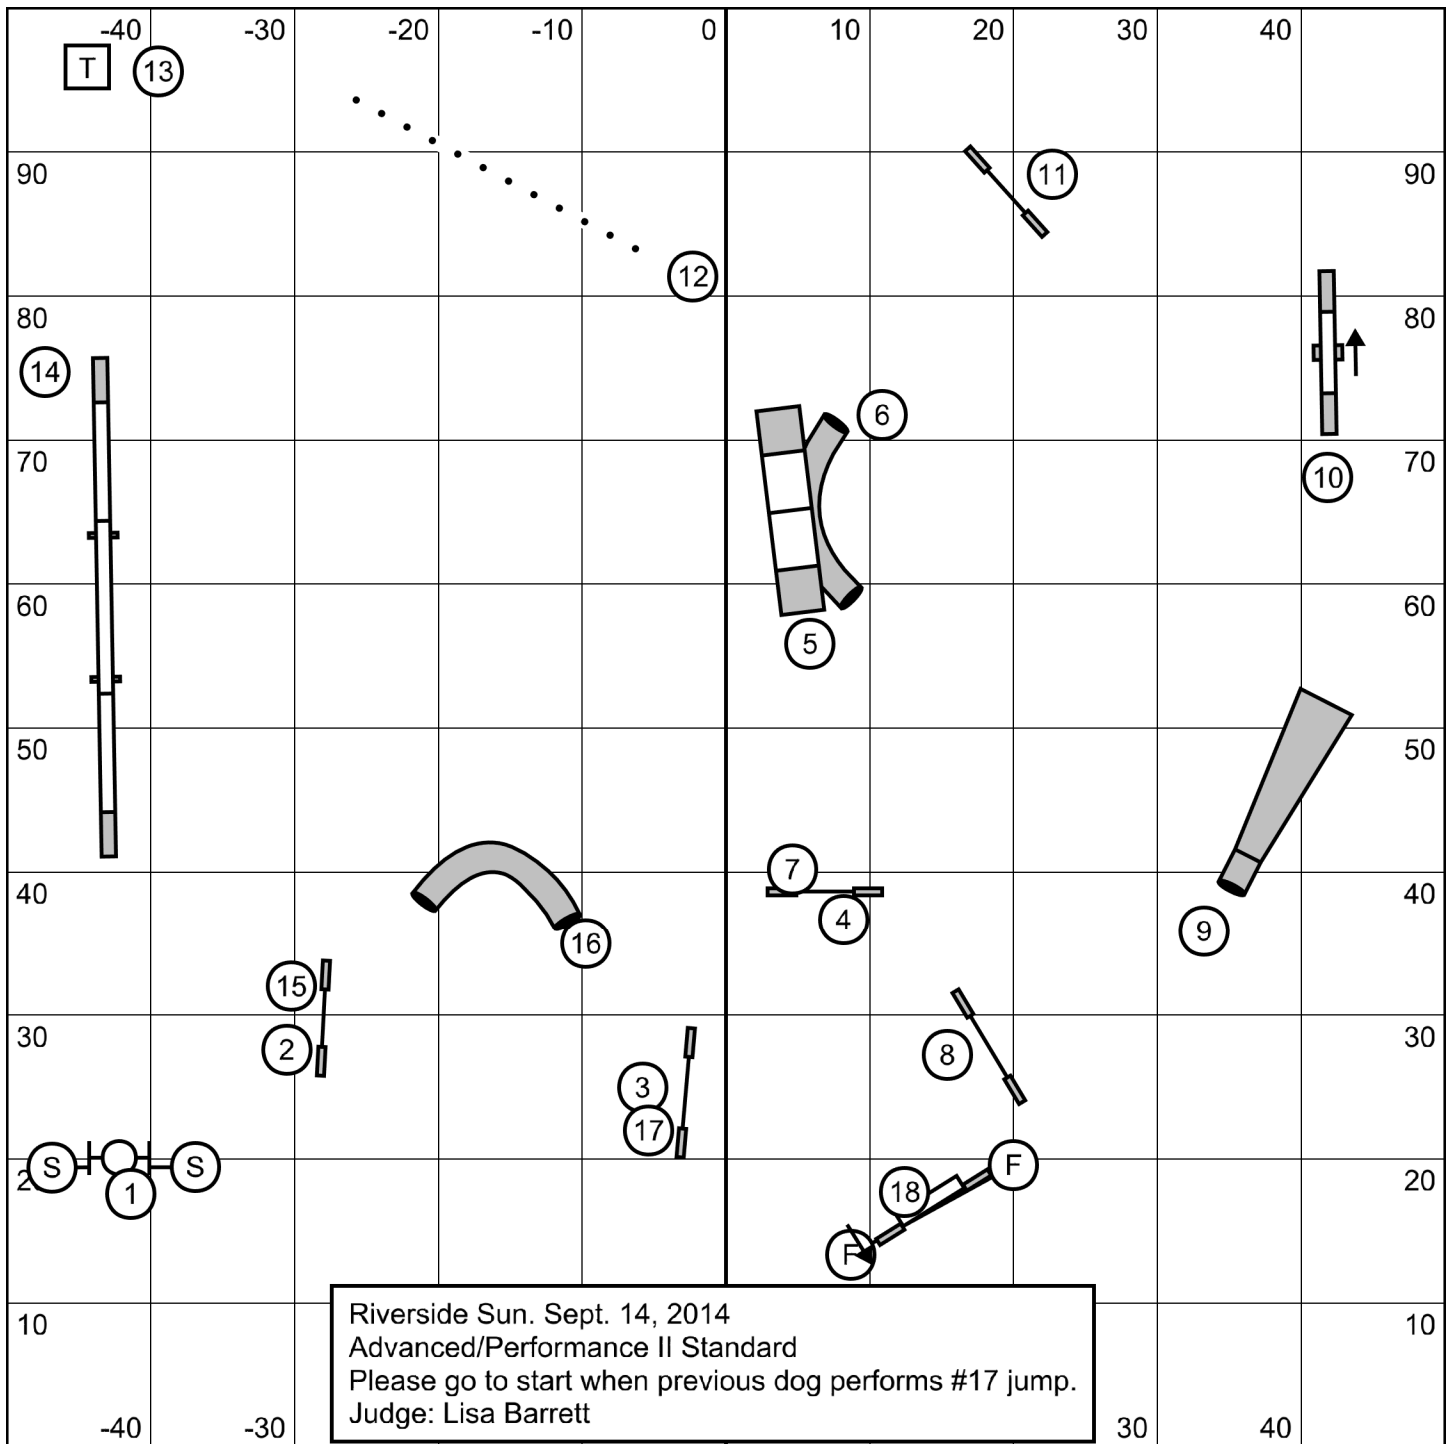 -40 -30 -20 -10 0 10 20 30 40
T 13
11
90 90
12
80 80
14
6
70 70
10
60 60
5
50 50
7
40 40
4
9
16
15
30 30
2 8
3
17
S S F
20 20
1 18
F
Riverside Sun. Sept. 14, 2014
10 10
Advanced/Performance II Standard
Please go to start when previous dog performs #17 jump.
Judge: Lisa Barrett
-40 -30 30 40